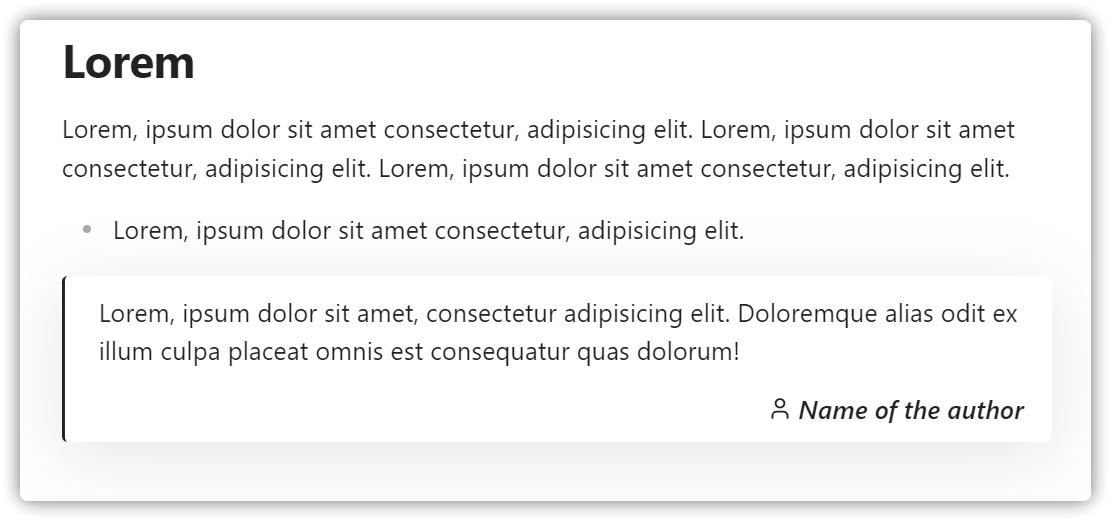 Lorem
Lorem, ipsum dolor sit amet consectetur, adipisicing elit. Lorem, ipsum dolor sit amet
consectetur, adipisicing elit. Lorem, ipsum dolor sit amet consectetur, adipisicing elit.
Lorem, ipsum dolor sit amet consectetur, adipisicing elit.
Lorem, ipsum dolor sit amet, consectetur adipisicing elit. Doloremque alias odit ex
illum culpa placeat omnis est consequatur quas dolorum!
Name of the author